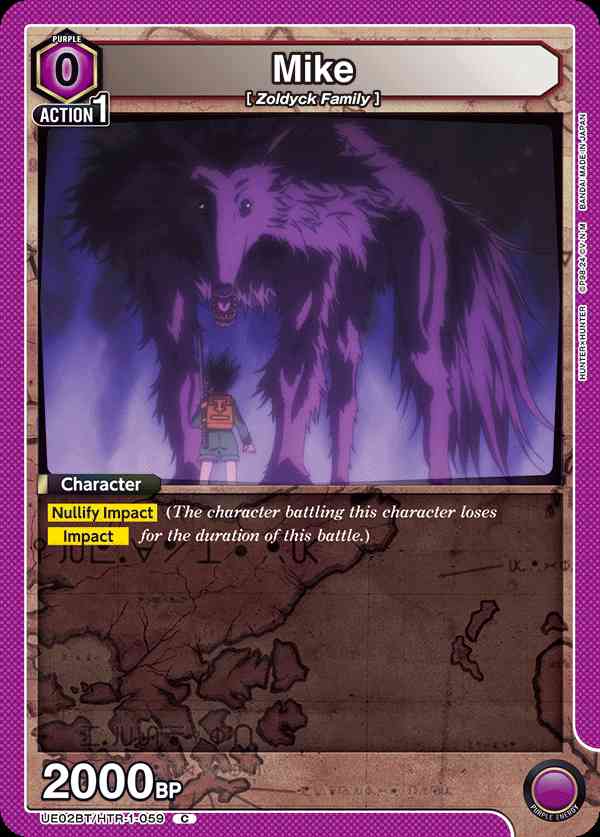 PURPLE
0
Mike
[ Zoldyck Family ]
ACTION 1
HUNTER×HUNTER ©P98-24 ©V･N･M BANDAI MADE IN JAPAN
Character
Nullify Impact (The character battling this character loses
Impact for the duration of this battle.)
2000BP
PURPLE ENERGY
UE02BT/HTR-1-059 C